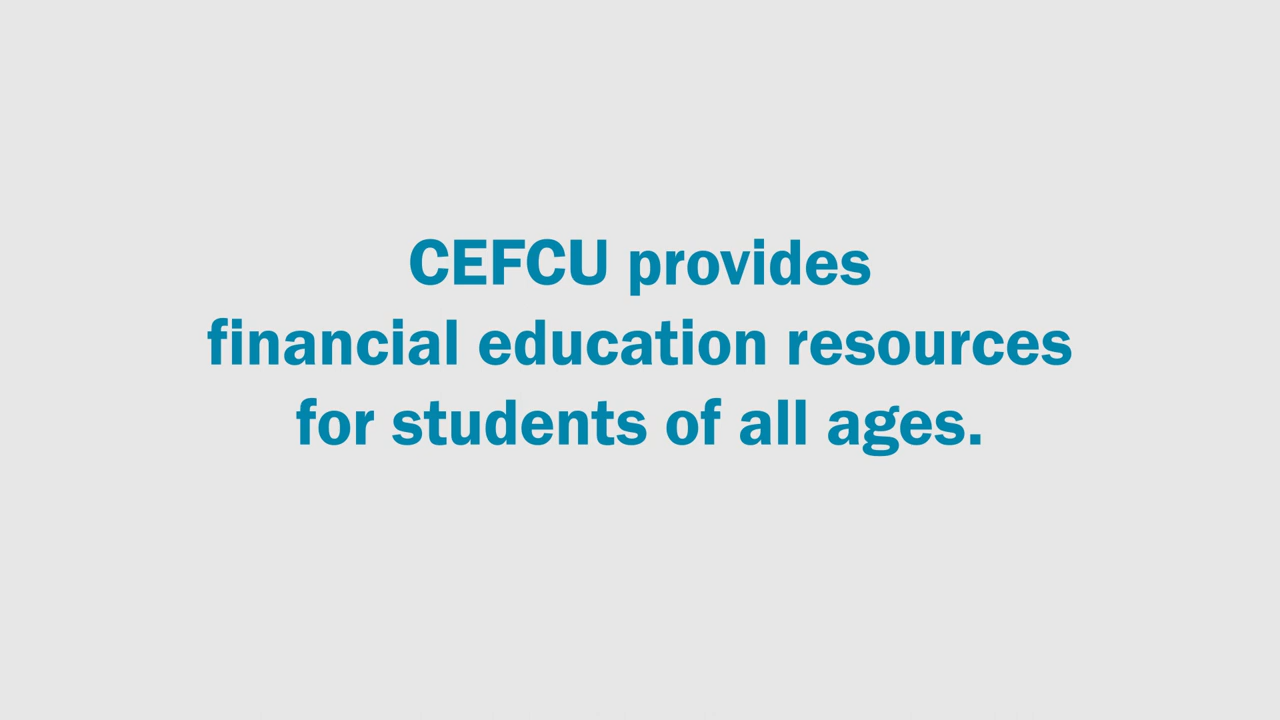 CEFCU provides
financial education resources
for students of all ages.